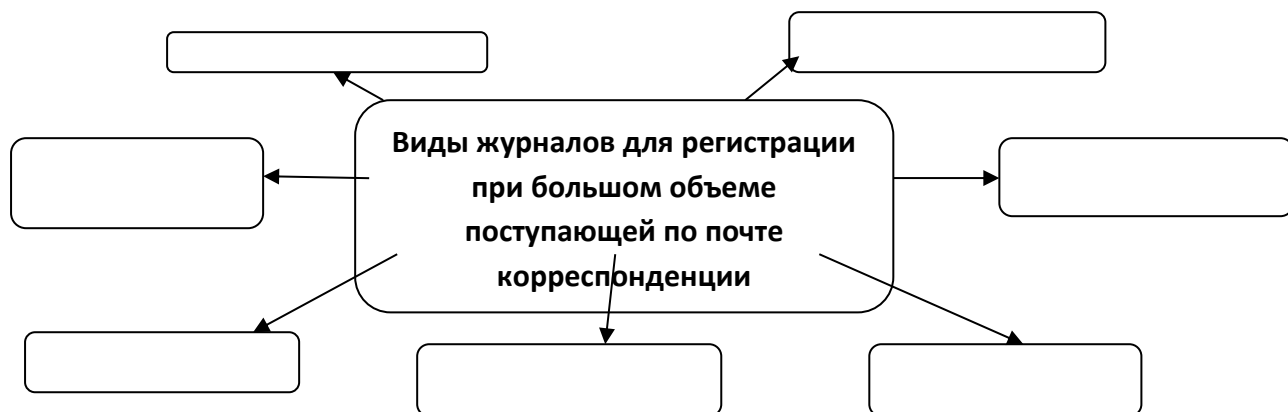 Виды журналов для регистрации
при большом объеме
поступающей по почте
корреспонденции